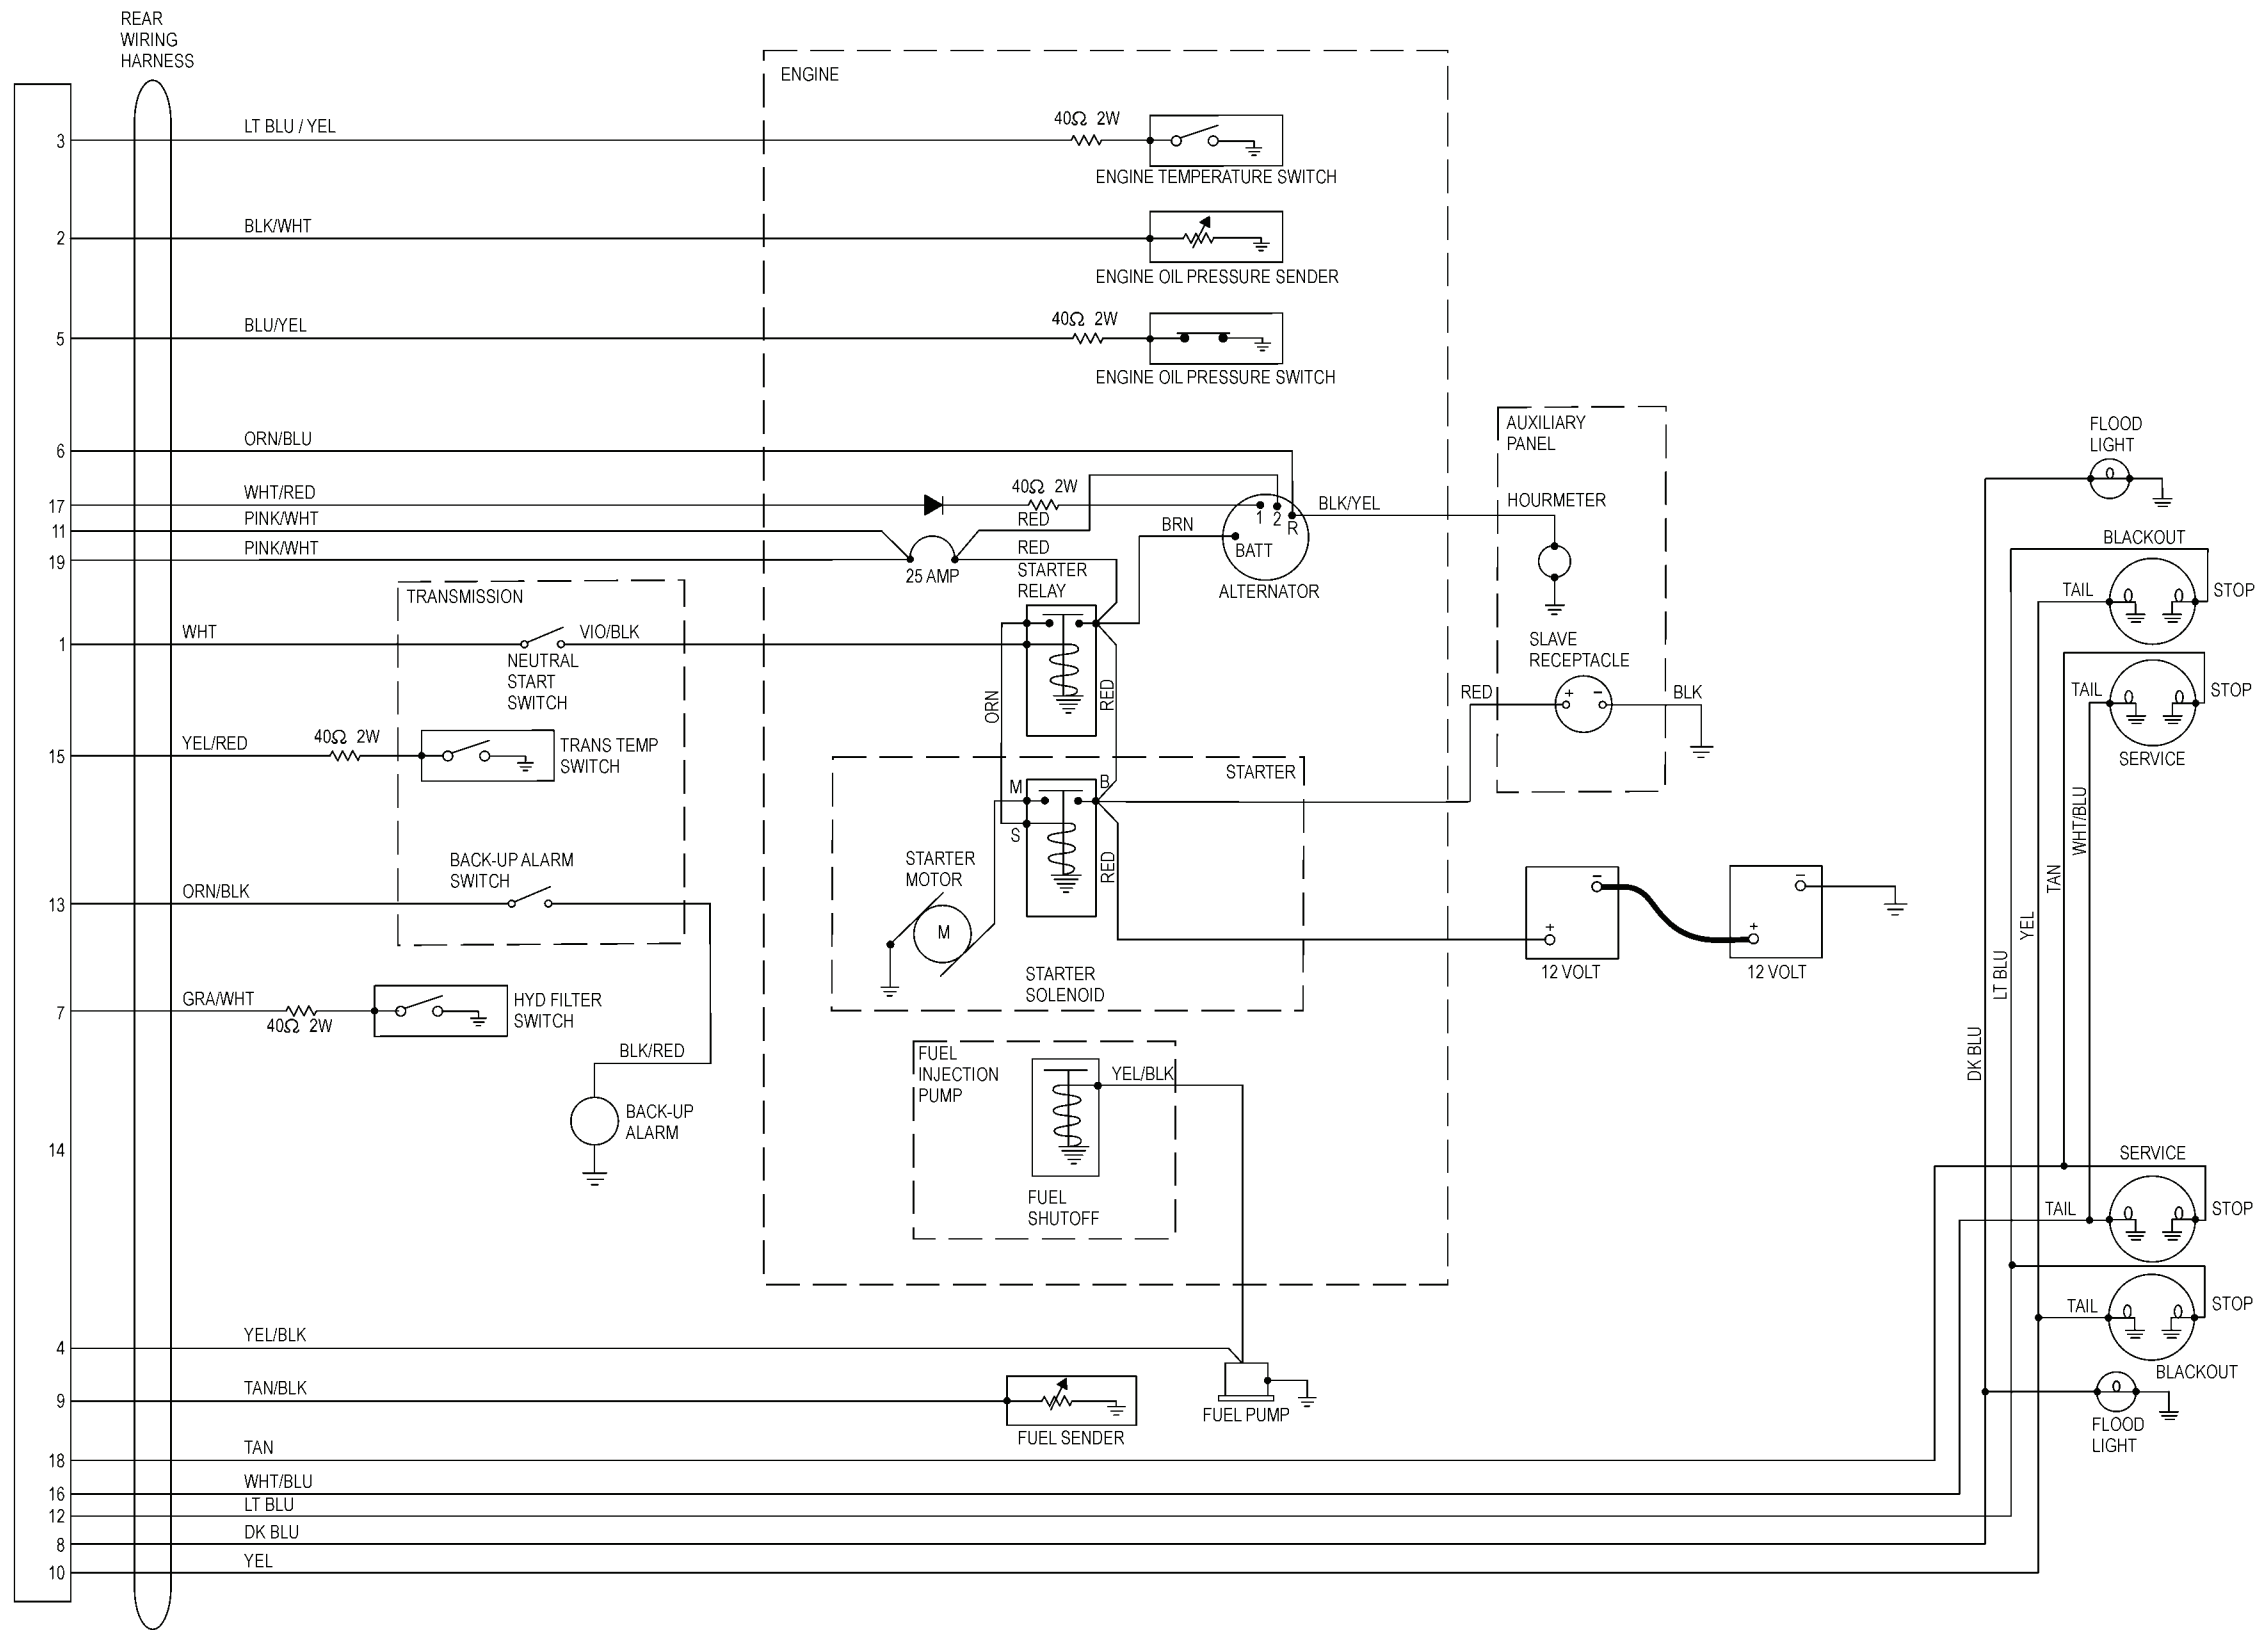 REAR
WIRING
HARNESS
ENGINE
3
LT BLU / YEL
40Ω 2W
ENGINE TEMPERATURE SWITCH
2
BLK/WHT
ENGINE OIL PRESSURE SENDER
5
BLU/YEL
40Ω 2W
ENGINE OIL PRESSURE SWITCH
6
ORN/BLU
17
WHT/RED
40Ω 2W
11
PINK/WHT
RED
19
PINK/WHT
RED
25 AMP
STARTER
RELAY
1
2
R
BATT
ALTERNATOR
BRN
BLK/YEL
AUXILIARY
PANEL
HOURMETER
SLAVE
RECEPTACLE
+
−
RED
BLK
TRANSMISSION
1
WHT
VIO/BLK
NEUTRAL
START
SWITCH
ORN
RED
15
YEL/RED
40Ω 2W
TRANS TEMP
SWITCH
STARTER
M
B
S
RED
STARTER
MOTOR
M
STARTER
SOLENOID
BACK-UP ALARM
SWITCH
13
ORN/BLK
−
+
12 VOLT
−
+
12 VOLT
7
GRA/WHT
40Ω 2W
HYD FILTER
SWITCH
BLK/RED
BACK-UP
ALARM
14
FUEL
INJECTION
PUMP
YEL/BLK
FUEL
SHUTOFF
4
YEL/BLK
9
TAN/BLK
FUEL SENDER
FUEL PUMP
18
TAN
16
WHT/BLU
12
LT BLU
8
DK BLU
10
YEL
FLOOD
LIGHT
BLACKOUT
TAIL
STOP
TAIL
STOP
SERVICE
WHT/BLU
TAN
YEL
LT BLU
DK BLU
SERVICE
TAIL
STOP
TAIL
STOP
BLACKOUT
FLOOD
LIGHT